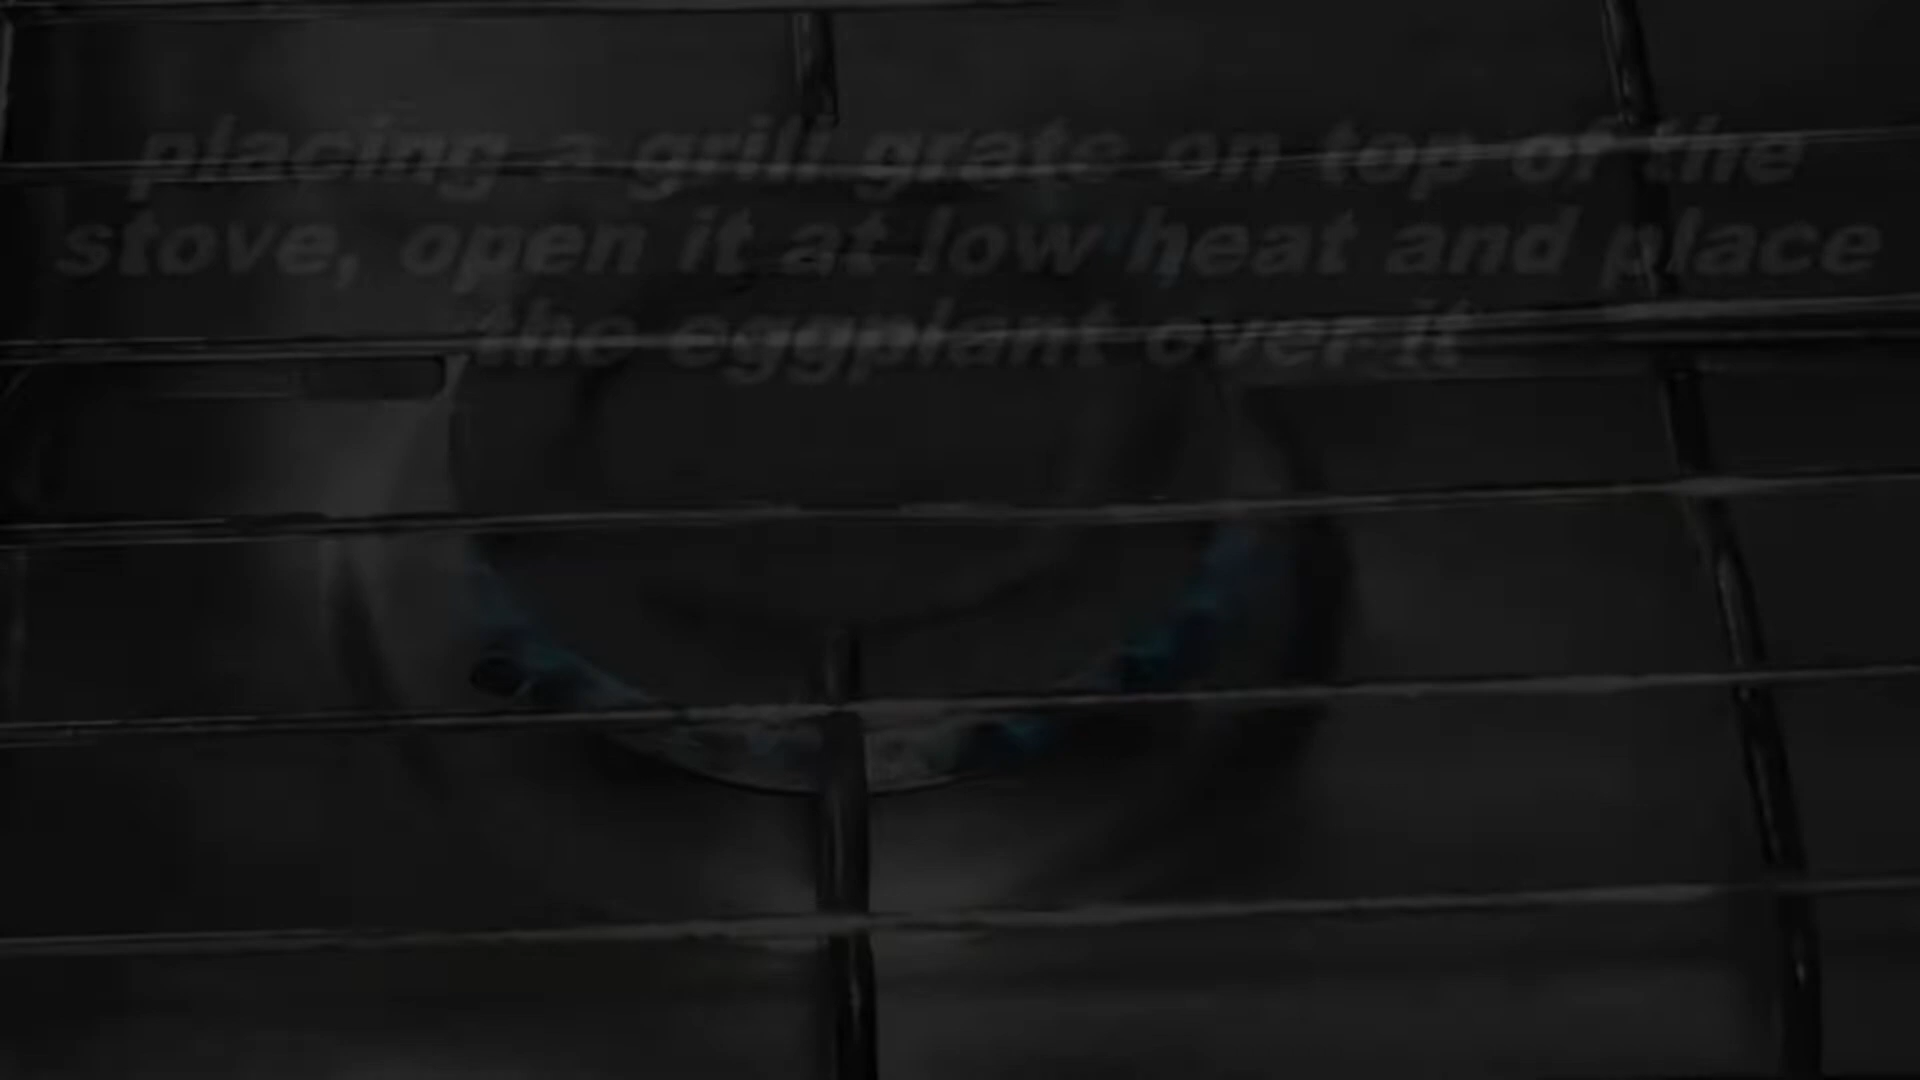 placing a grill grate on top of the
stove, open it at low heat and place
the eggplant over it